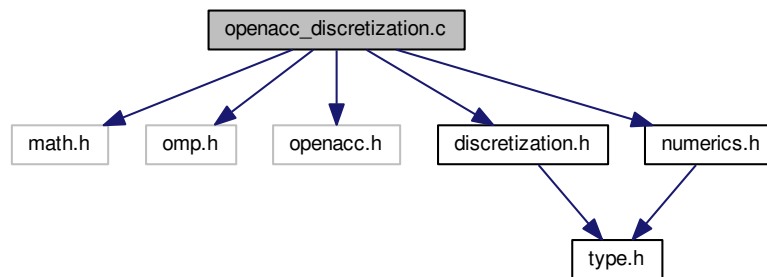 openacc_discretization.c
math.h
omp.h
openacc.h
discretization.h
numerics.h
type.h